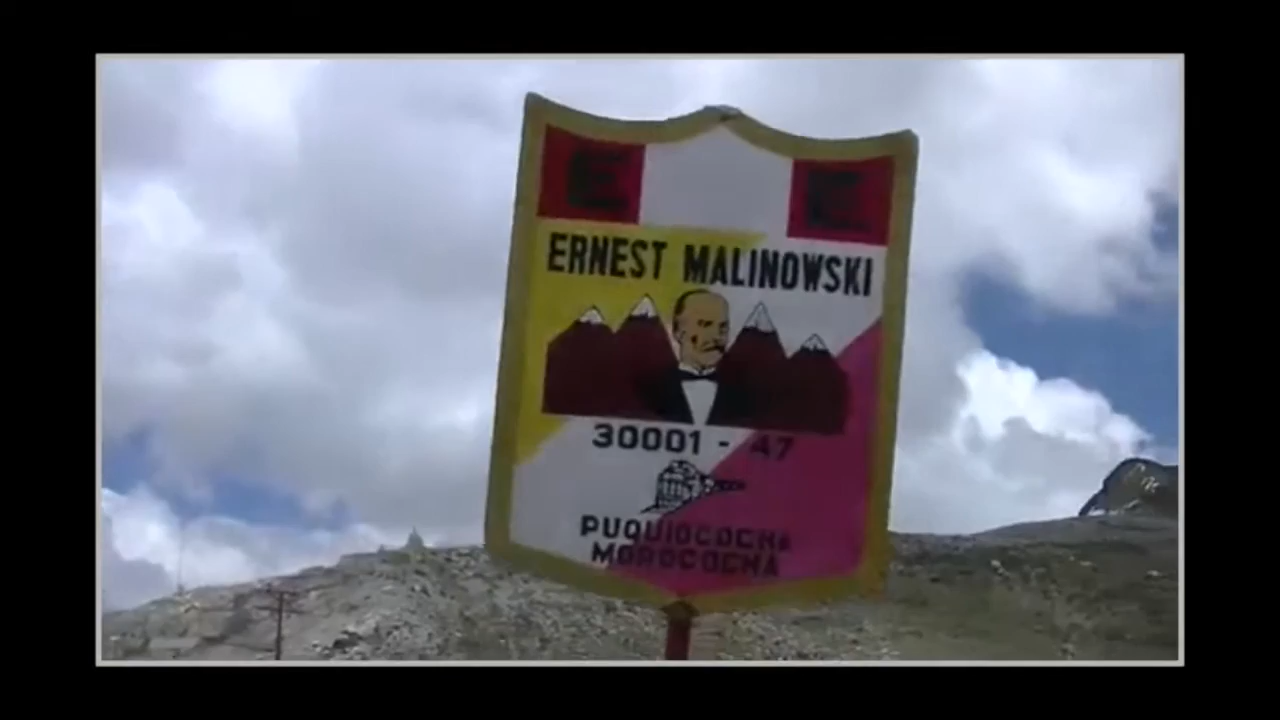 E E
ERNEST MALINOWSKI
30001 - 47
PUQUIOCOCHA
MOROCOCHA